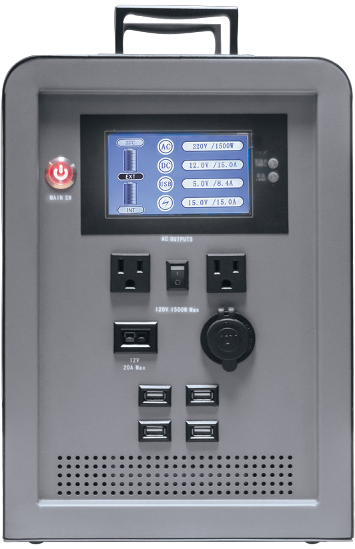 AC 220V /1500W
DC 12.0V /15.0A
EXT USB 5.0V /8.4A
15.0V /15.0A
INT
MAIN SW
AC OUTPUTS
120V,1500W Max
12V
20A Max